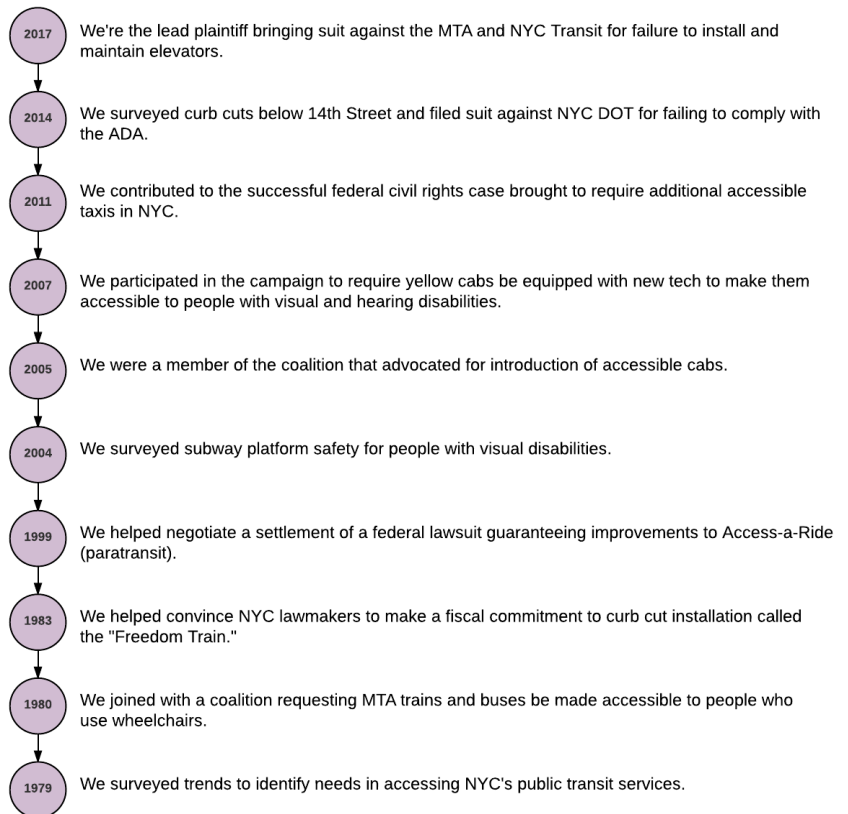 2017
We're the lead plaintiff bringing suit against the MTA and NYC Transit for failure to install and
maintain elevators.
2014
We surveyed curb cuts below 14th Street and filed suit against NYC DOT for failing to comply with
the ADA.
2011
We contributed to the successful federal civil rights case brought to require additional accessible
taxis in NYC.
2007
We participated in the campaign to require yellow cabs be equipped with new tech to make them
accessible to people with visual and hearing disabilities.
2005
We were a member of the coalition that advocated for introduction of accessible cabs.
2004
We surveyed subway platform safety for people with visual disabilities.
1999
We helped negotiate a settlement of a federal lawsuit guaranteeing improvements to Access-a-Ride
(paratransit).
1983
We helped convince NYC lawmakers to make a fiscal commitment to curb cut installation called
the "Freedom Train."
1980
We joined with a coalition requesting MTA trains and buses be made accessible to people who
use wheelchairs.
1979
We surveyed trends to identify needs in accessing NYC's public transit services.